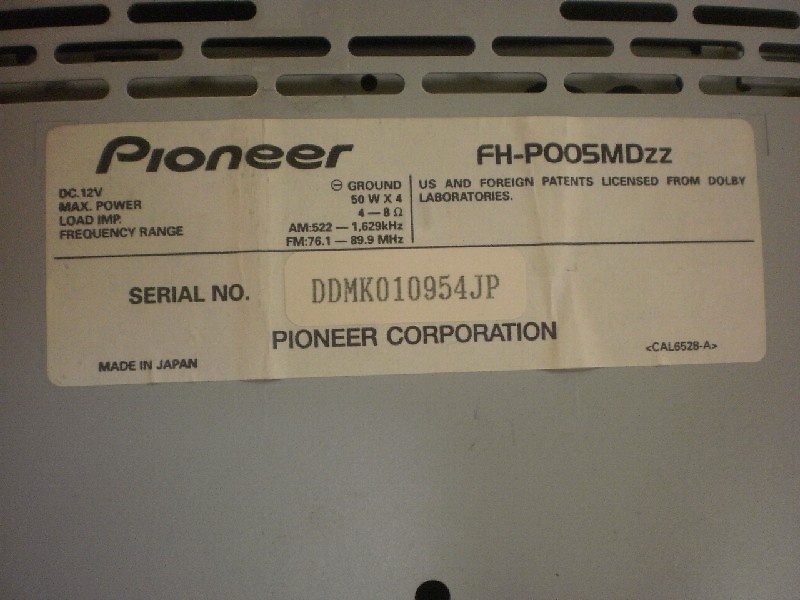 Pioneer
FH-P005MDzz
DC.12V
⊖ GROUND
MAX. POWER
50 W X 4
LOAD IMP.
4 — 8 Ω
FREQUENCY RANGE
AM:522 — 1,629kHz
FM:76.1 — 89.9 MHz
US AND FOREIGN PATENTS LICENSED FROM DOLBY
LABORATORIES.
SERIAL NO.
DDMK010954JP
PIONEER CORPORATION
MADE IN JAPAN
<CAL6528-A>